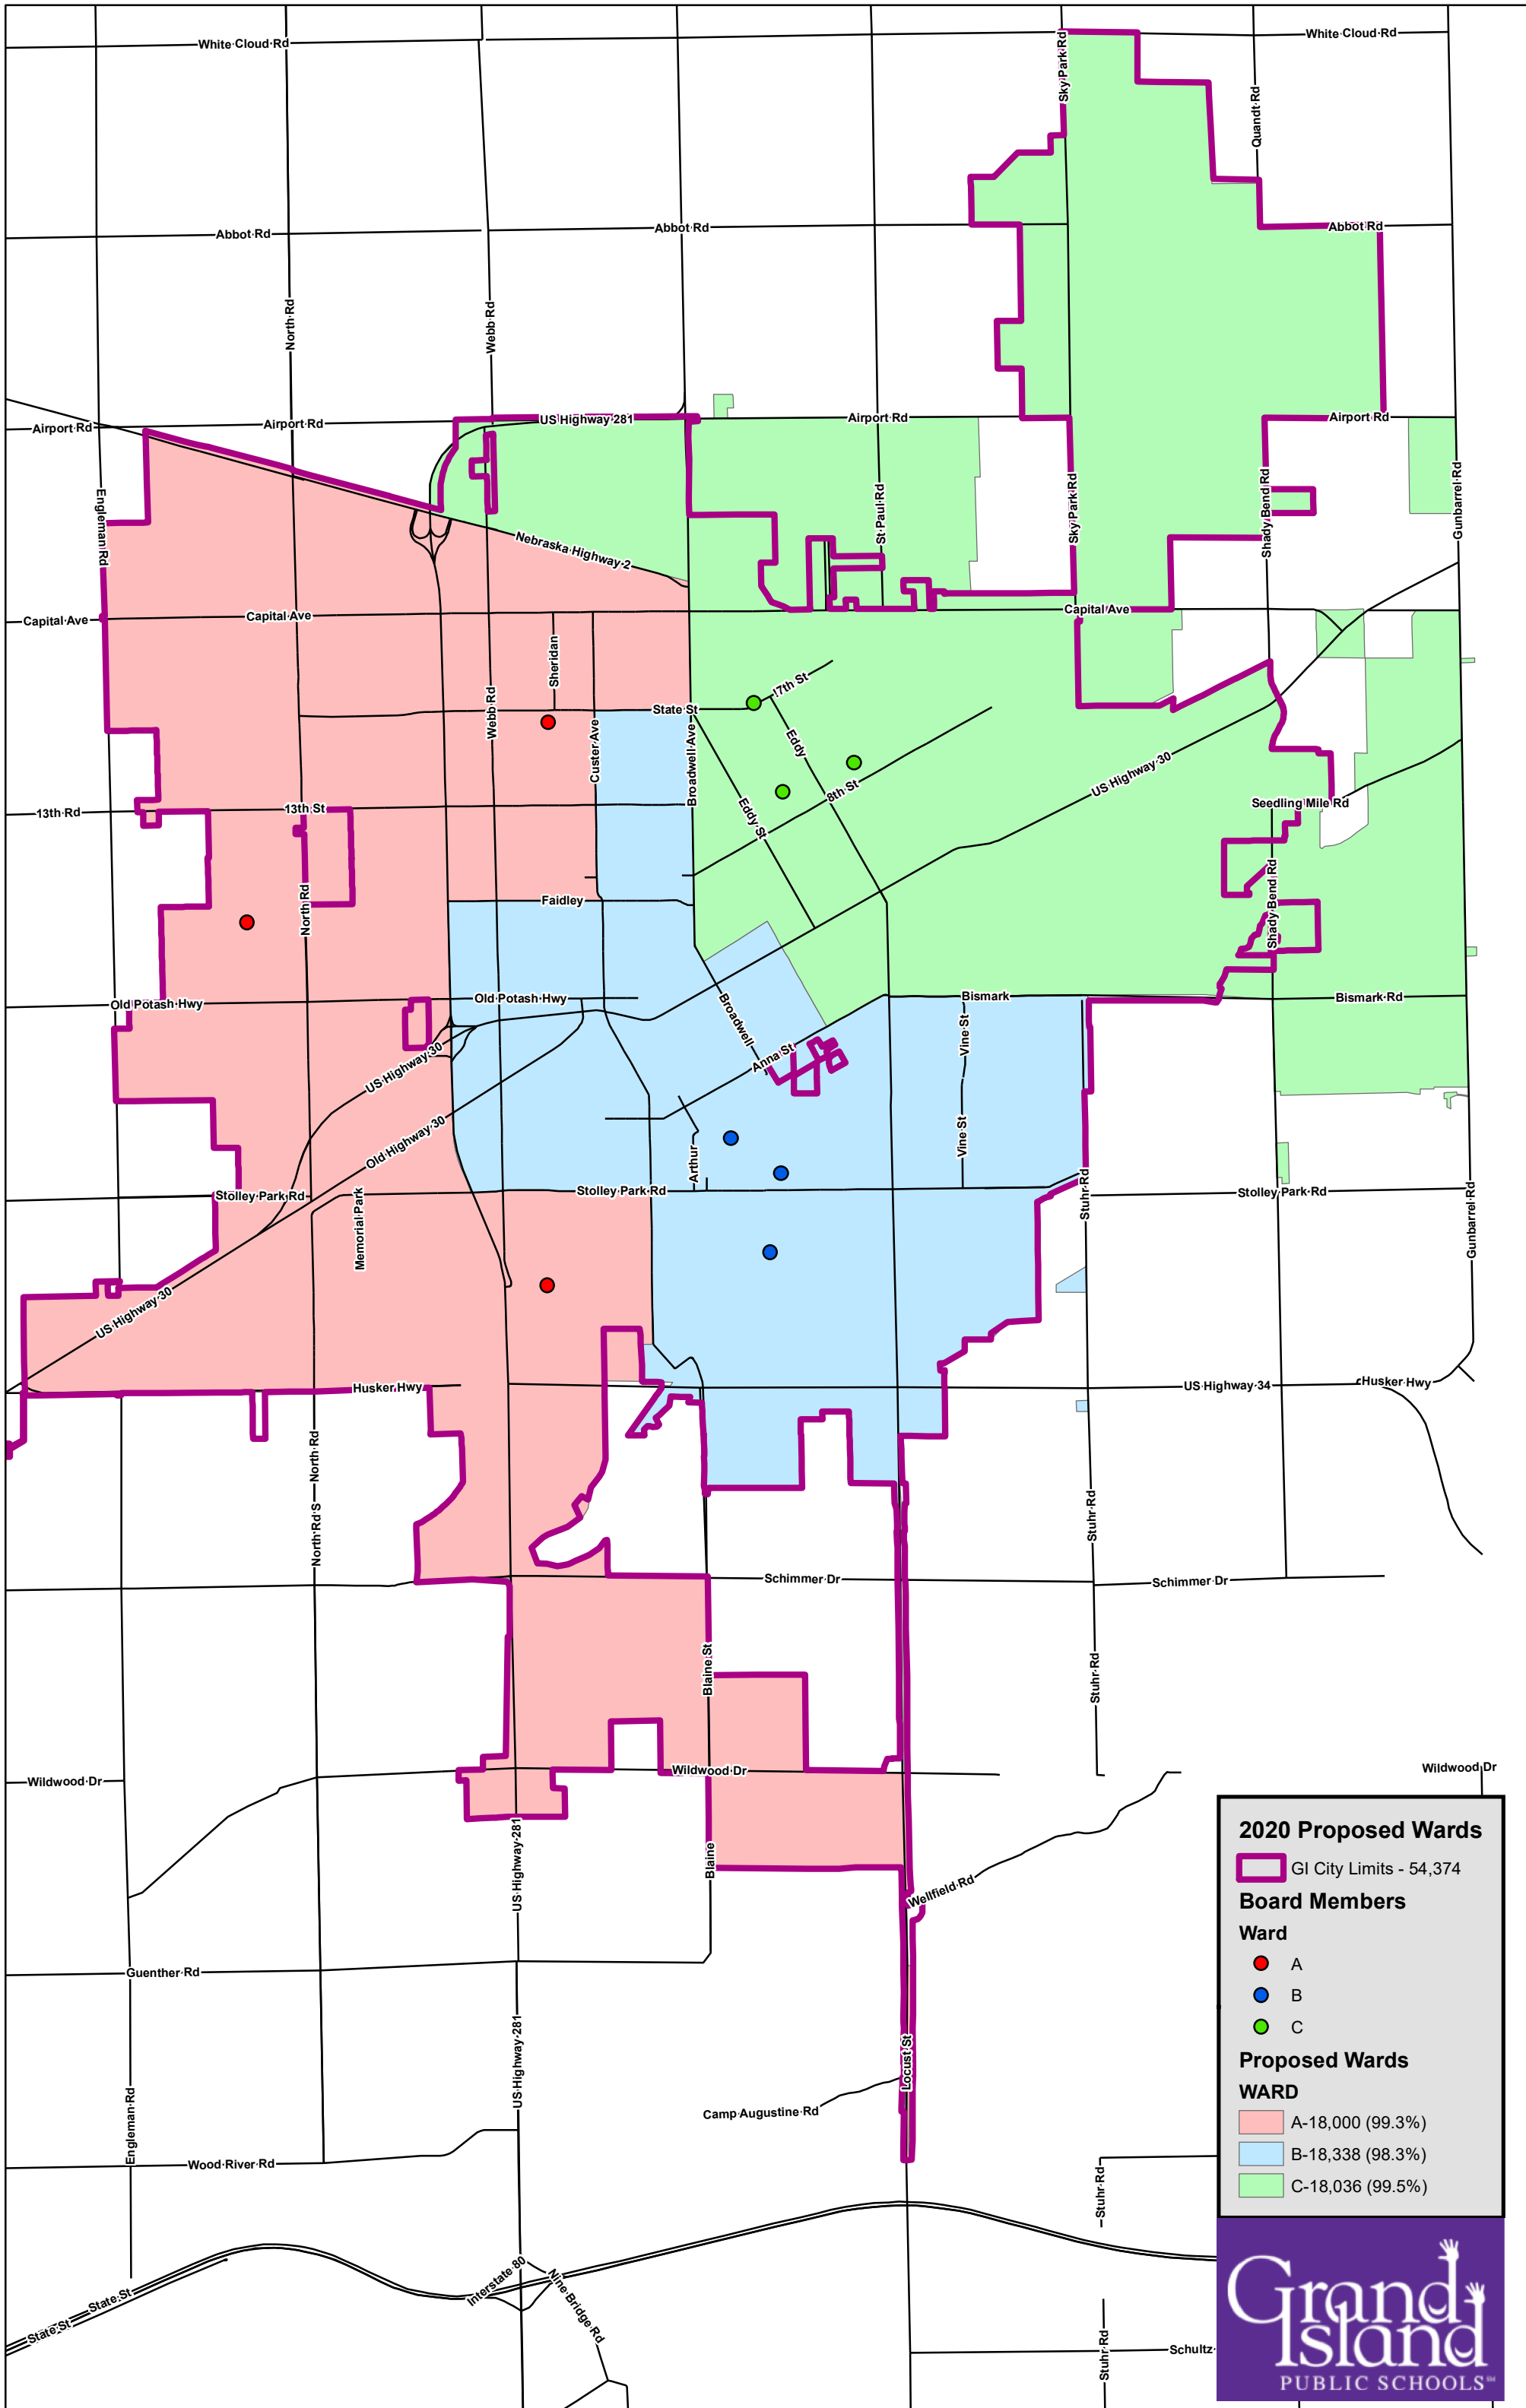 White Cloud Rd
White Cloud Rd
Sky Park Rd
Quandt Rd
Abbot Rd
Abbot Rd
Abbot Rd
North Rd
Webb Rd
Airport Rd
Airport Rd
US Highway 281
Airport Rd
Airport Rd
Engleman Rd
St Paul Rd
Sky Park Rd
Shady Bend Rd
Gunbarrel Rd
Nebraska Highway 2
Capital Ave
Capital Ave
Capital Ave
Sheridan
Webb Rd
Custer Ave
State St
Broadwell Ave
17th St
Eddy
Eddy St
8th St
US Highway 30
13th Rd
13th St
Seedling Mile Rd
North Rd
Faidley
Shady Bend Rd
Old Potash Hwy
Old Potash Hwy
Broadwell
Bismark
Bismark Rd
US Highway 30
Anna St
Vine St
Old Highway 30
Vine St
Arthur
Stolley Park Rd
Memorial Park
Stolley Park Rd
Stuhr Rd
Stolley Park Rd
Gunbarrel Rd
US Highway 30
Husker Hwy
US Highway 34
Husker Hwy
North Rd
North Rd S
Stuhr Rd
Schimmer Dr
Schimmer Dr
Blaine St
Stuhr Rd
Wildwood Dr
Wildwood Dr
Wildwood Dr
US Highway 281
Blaine
Wellfield Rd
Guenther Rd
US Highway 281
Locust St
Camp Augustine Rd
Engleman Rd
Wood River Rd
Stuhr Rd
Interstate 80
Nine Bridge Rd
State St
State St
Stuhr Rd
Schultz
2020 Proposed Wards
GI City Limits - 54,374
Board Members
Ward
A
B
C
Proposed Wards
WARD
A-18,000 (99.3%)
B-18,338 (98.3%)
C-18,036 (99.5%)
Grand
Island
PUBLIC SCHOOLS℠